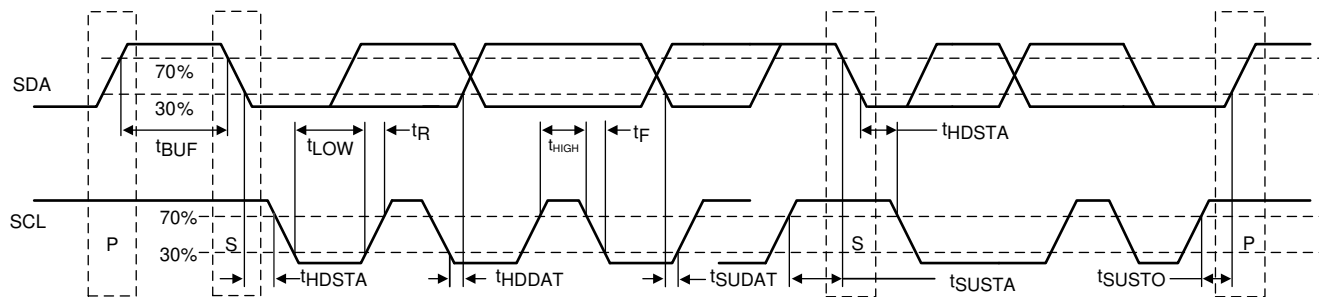 SDA
70%
30%
tBUF
tLOW
tR
tHIGH
tF
tHDSTA
SCL
70%
30%
P
S
S
P
tHDSTA
tHDDAT
tSUDAT
tSUSTA
tSUSTO